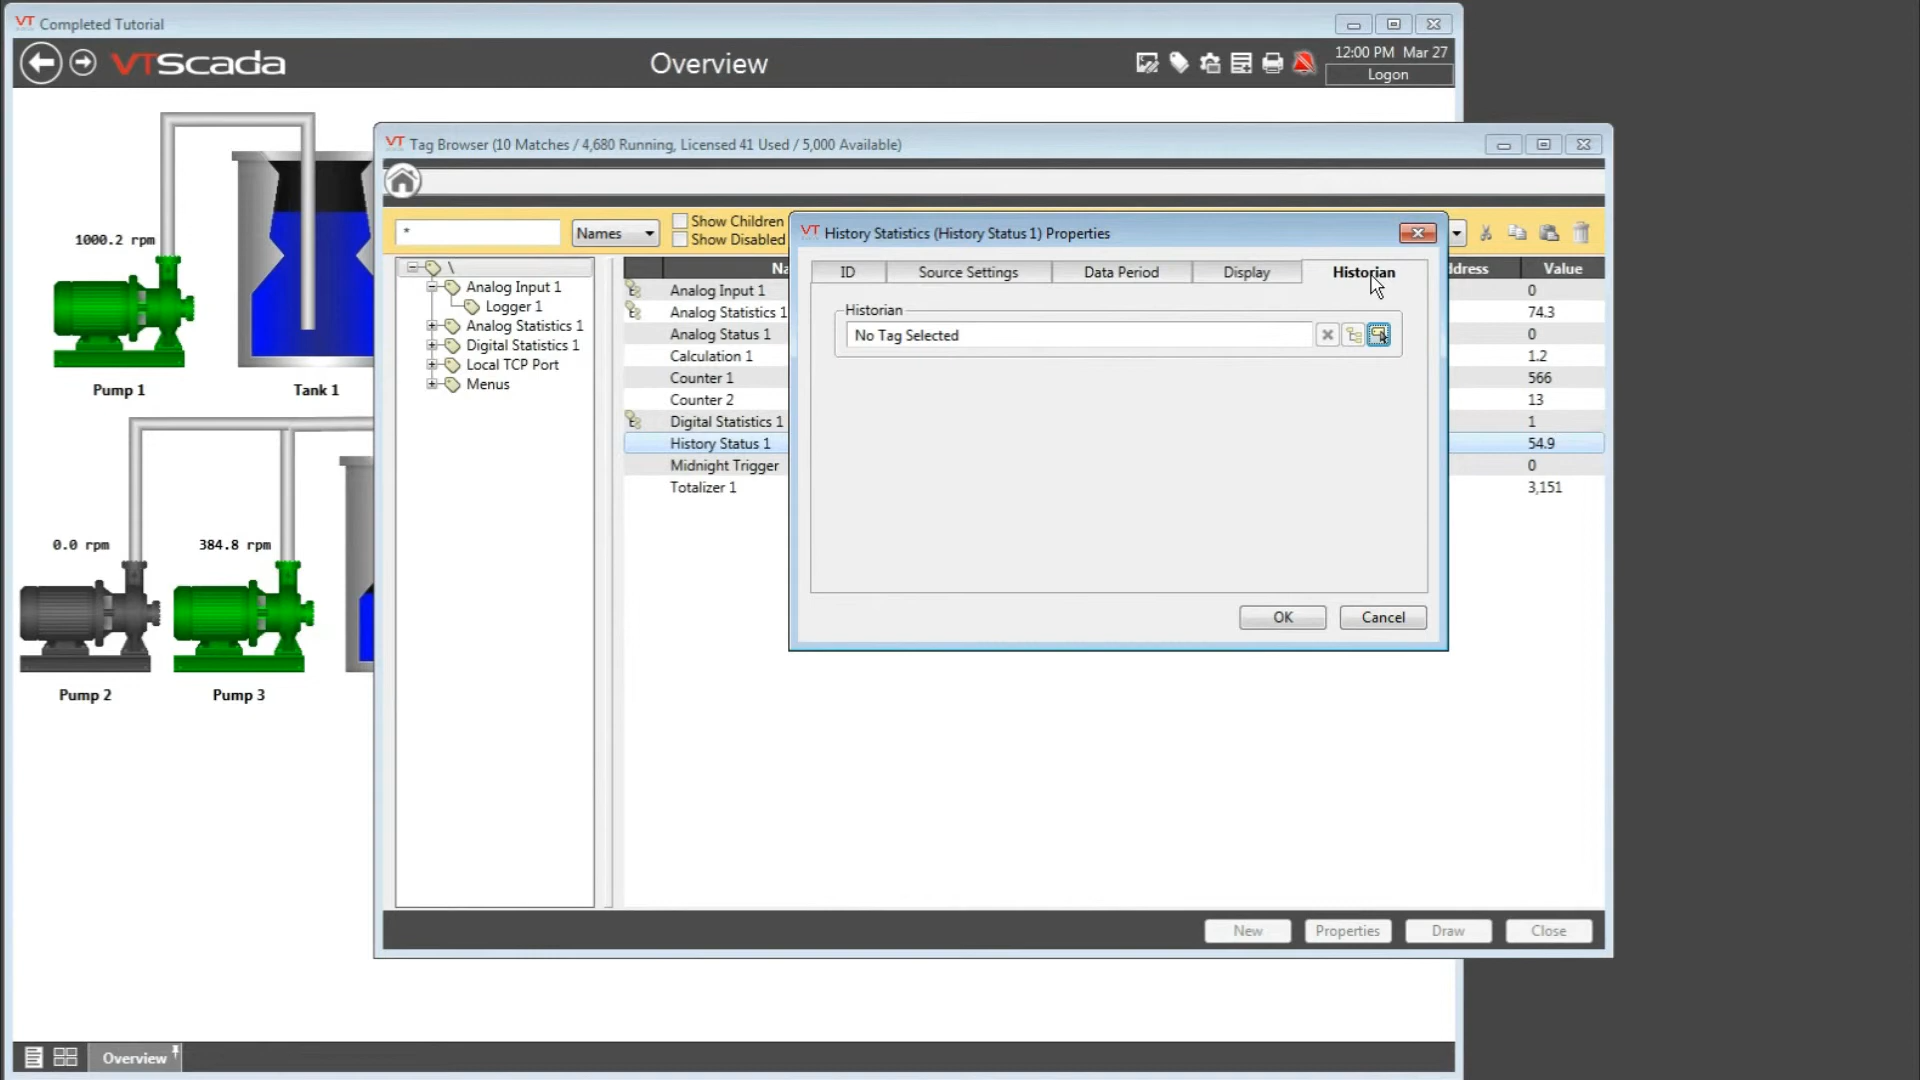 VT Completed Tutorial
VTScada
Overview
12:00 PM Mar 27
Logon
1000.2 rpm
Pump 1
Tank 1
0.0 rpm
384.8 rpm
Pump 2
Pump 3
VT Tag Browser (10 Matches / 4,680 Running, Licensed 41 Used / 5,000 Available)
*
Names
Show Children
Show Disabled
\
Analog Input 1
Logger 1
Analog Statistics 1
Digital Statistics 1
Local TCP Port
Menus
Na
ddress
Value
Analog Input 1 0
Analog Statistics 1 74.3
Analog Status 1 0
Calculation 1 1.2
Counter 1 566
Counter 2 13
Digital Statistics 1 1
History Status 1 54.9
Midnight Trigger 0
Totalizer 1 3,151
VT History Statistics (History Status 1) Properties
ID Source Settings Data Period Display Historian
Historian
No Tag Selected
OK Cancel
New Properties Draw Close
Overview